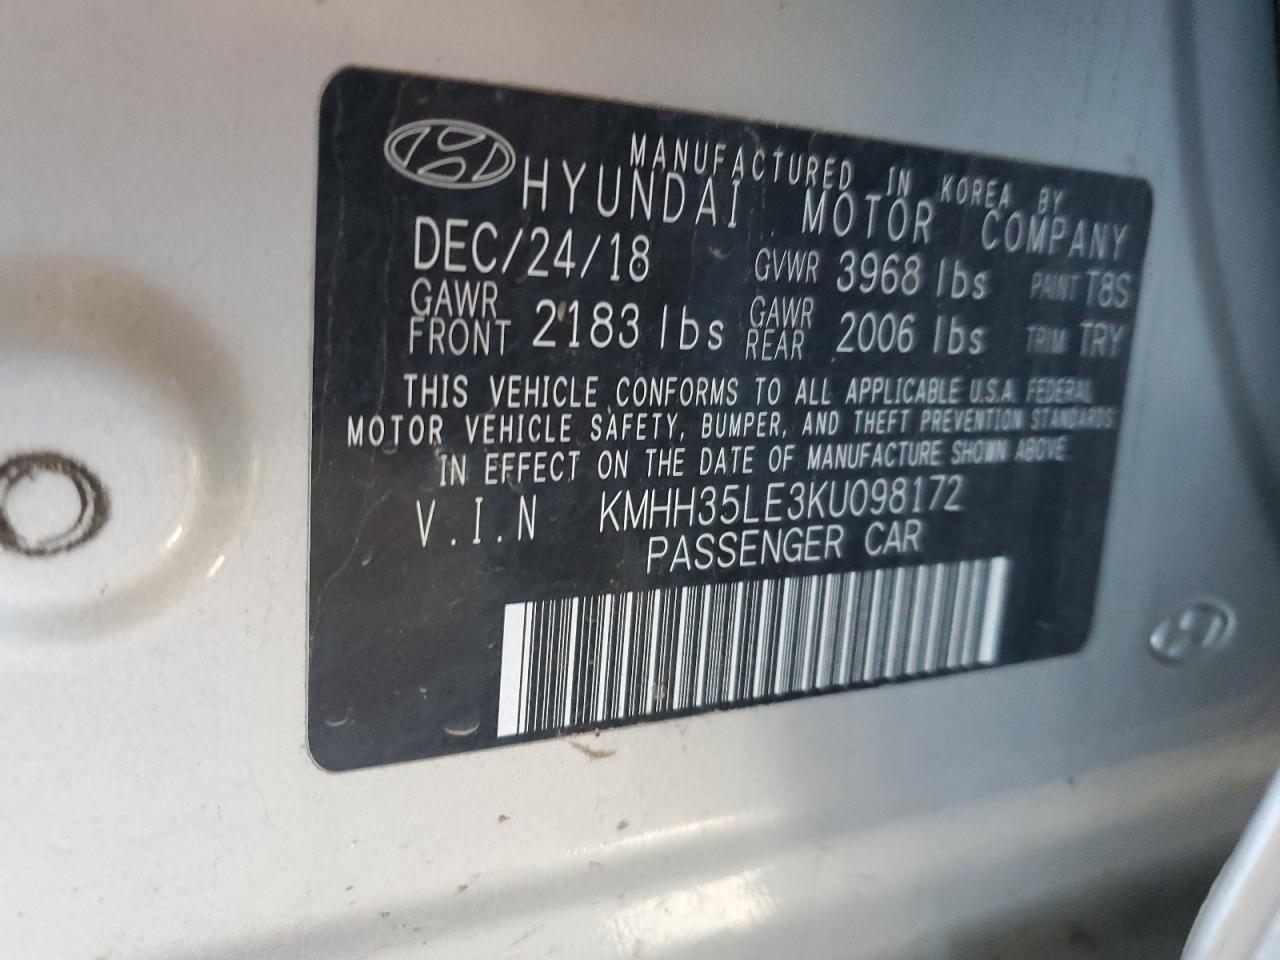 MANUFACTURED IN KOREA BY
HYUNDAI MOTOR COMPANY
DEC/24/18 GVWR 3968 lbs PAINT T8S
GAWR FRONT 2183 lbs GAWR REAR 2006 lbs TRIM TRY
THIS VEHICLE CONFORMS TO ALL APPLICABLE U.S.A. FEDERAL
MOTOR VEHICLE SAFETY, BUMPER, AND THEFT PREVENTION STANDARDS
IN EFFECT ON THE DATE OF MANUFACTURE SHOWN ABOVE
V.I.N KMHH35LE3KU098172
PASSENGER CAR